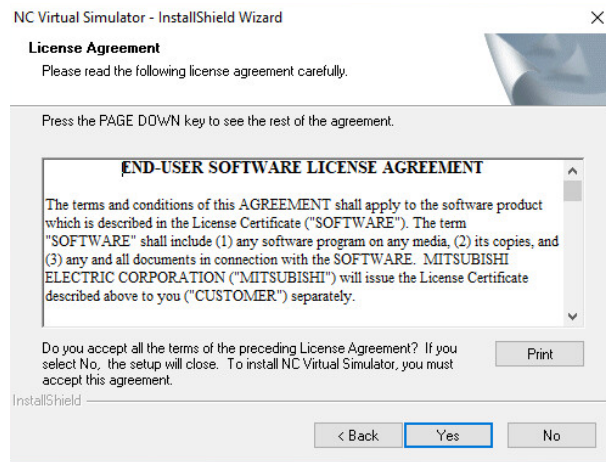 NC Virtual Simulator - InstallShield Wizard
License Agreement
Please read the following license agreement carefully.
Press the PAGE DOWN key to see the rest of the agreement.
END-USER SOFTWARE LICENSE AGREEMENT
The terms and conditions of this AGREEMENT shall apply to the software product
which is described in the License Certificate ("SOFTWARE"). The term
"SOFTWARE" shall include (1) any software program on any media, (2) its copies, and
(3) any and all documents in connection with the SOFTWARE. MITSUBISHI
ELECTRIC CORPORATION ("MITSUBISHI") will issue the License Certificate
described above to you ("CUSTOMER") separately.
Do you accept all the terms of the preceding License Agreement? If you
select No, the setup will close. To install NC Virtual Simulator, you must
accept this agreement.
Print
InstallShield
< Back Yes No